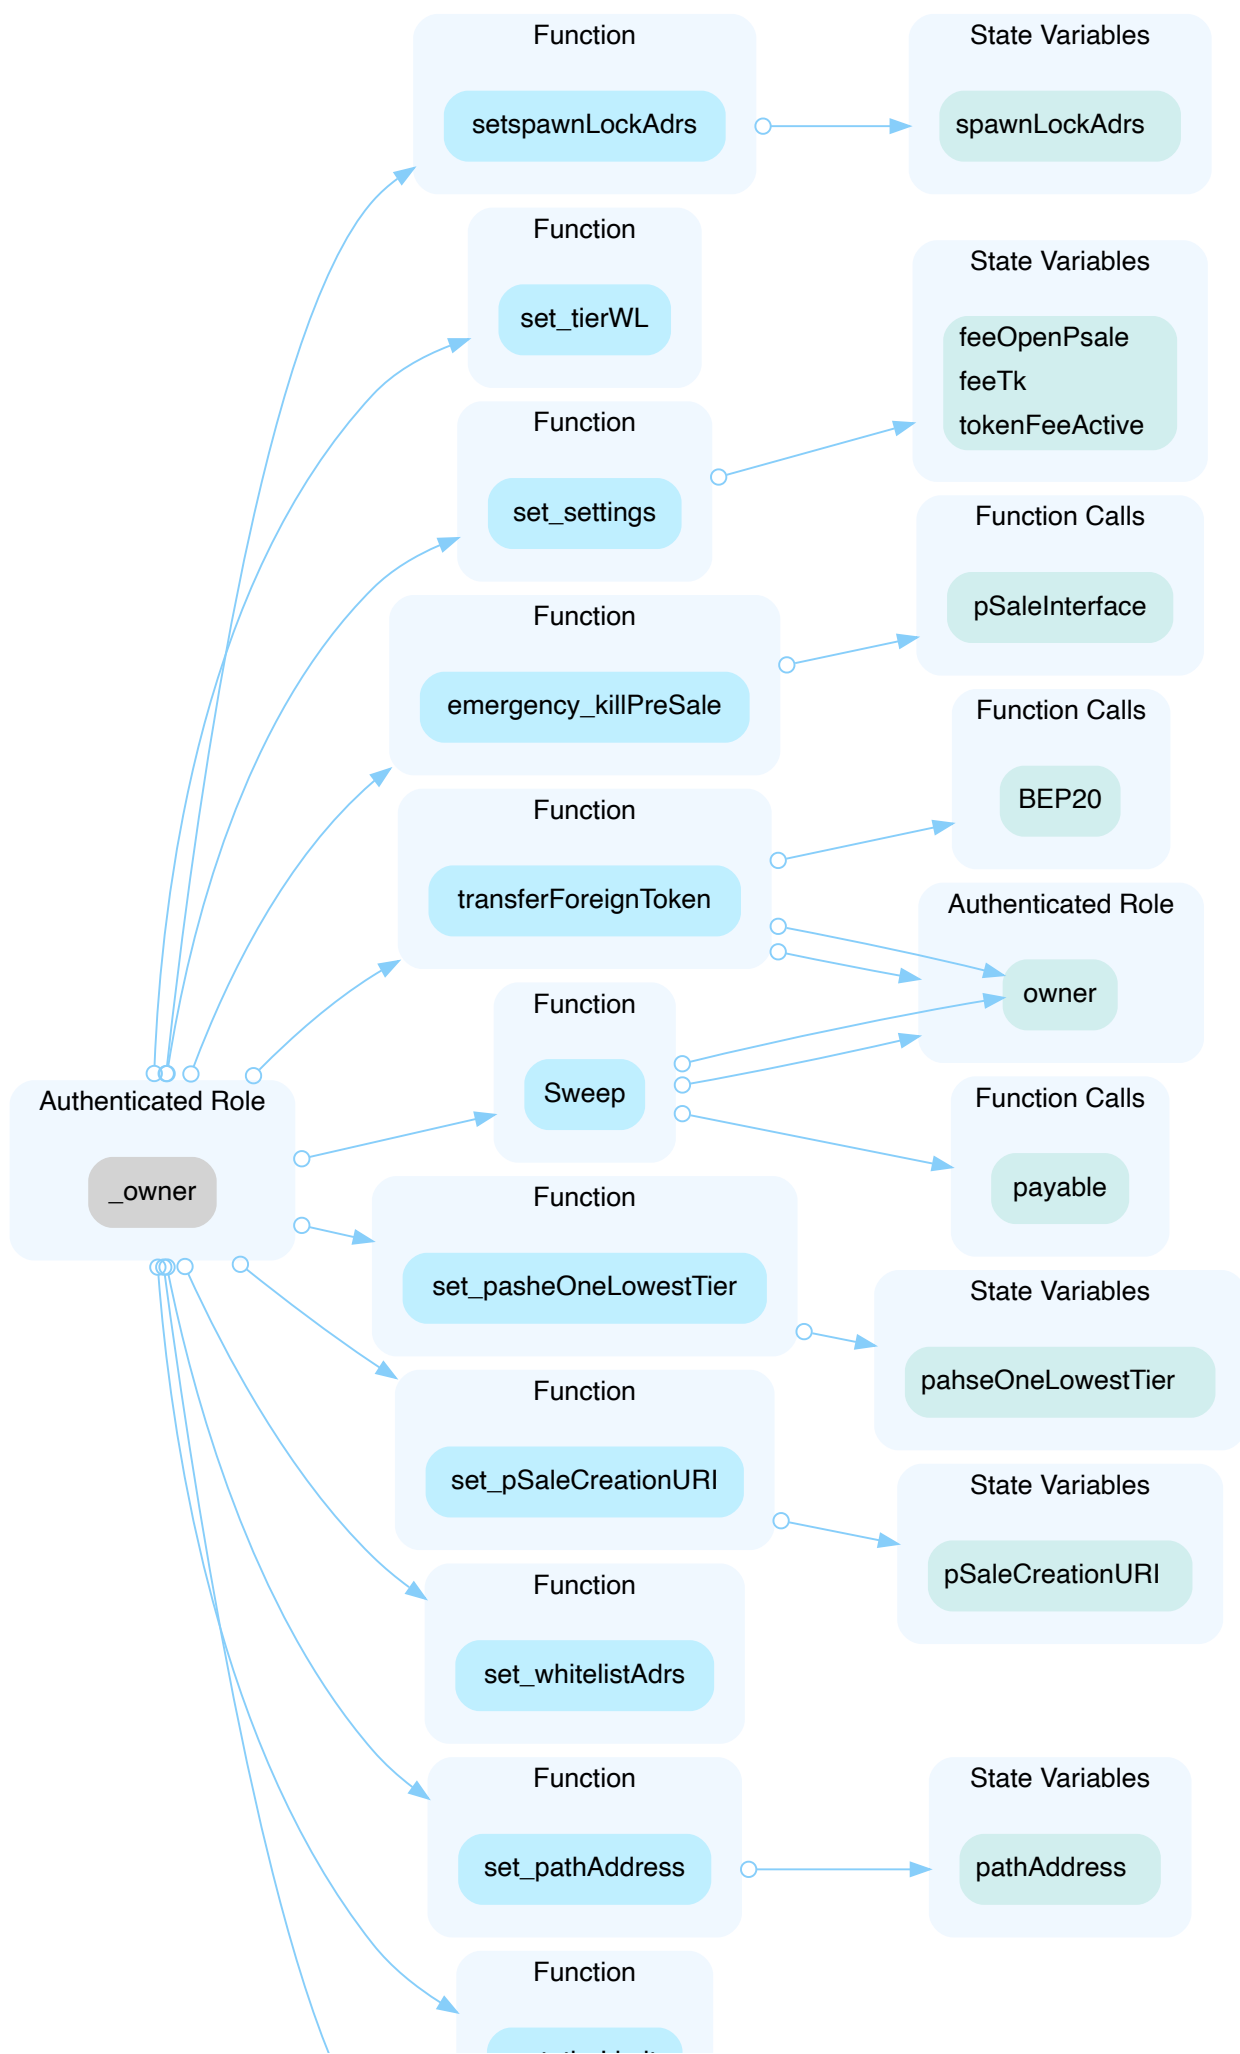 Function
State Variables
setspawnLockAdrs
spawnLockAdrs
Function
State Variables
set_tierWL
feeOpenPsale
feeTk
tokenFeeActive
Function
set_settings
Function Calls
pSaleInterface
Function
emergency_killPreSale
Function Calls
BEP20
Function
transferForeignToken
Authenticated Role
owner
Function
Sweep
Authenticated Role
_owner
Function Calls
payable
Function
set_pasheOneLowestTier
State Variables
pahseOneLowestTier
Function
set_pSaleCreationURI
State Variables
pSaleCreationURI
Function
set_whitelistAdrs
Function
State Variables
set_pathAddress
pathAddress
Function